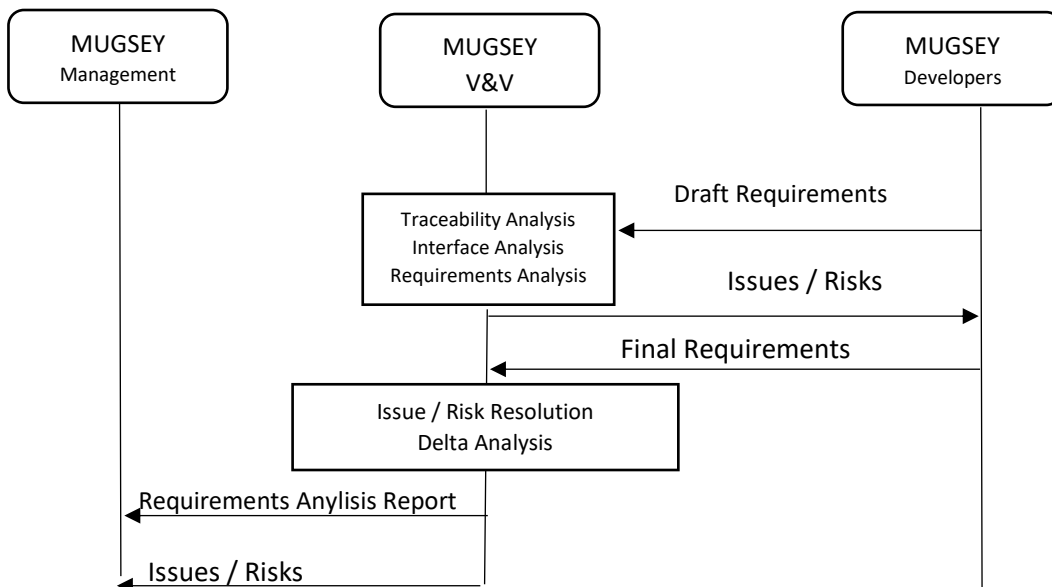 MUGSEY
Management
MUGSEY
V&V
MUGSEY
Developers
Draft Requirements
Traceability Analysis
Interface Analysis
Requirements Analysis
Issues / Risks
Final Requirements
Issue / Risk Resolution
Delta Analysis
Requirements Anylisis Report
Issues / Risks